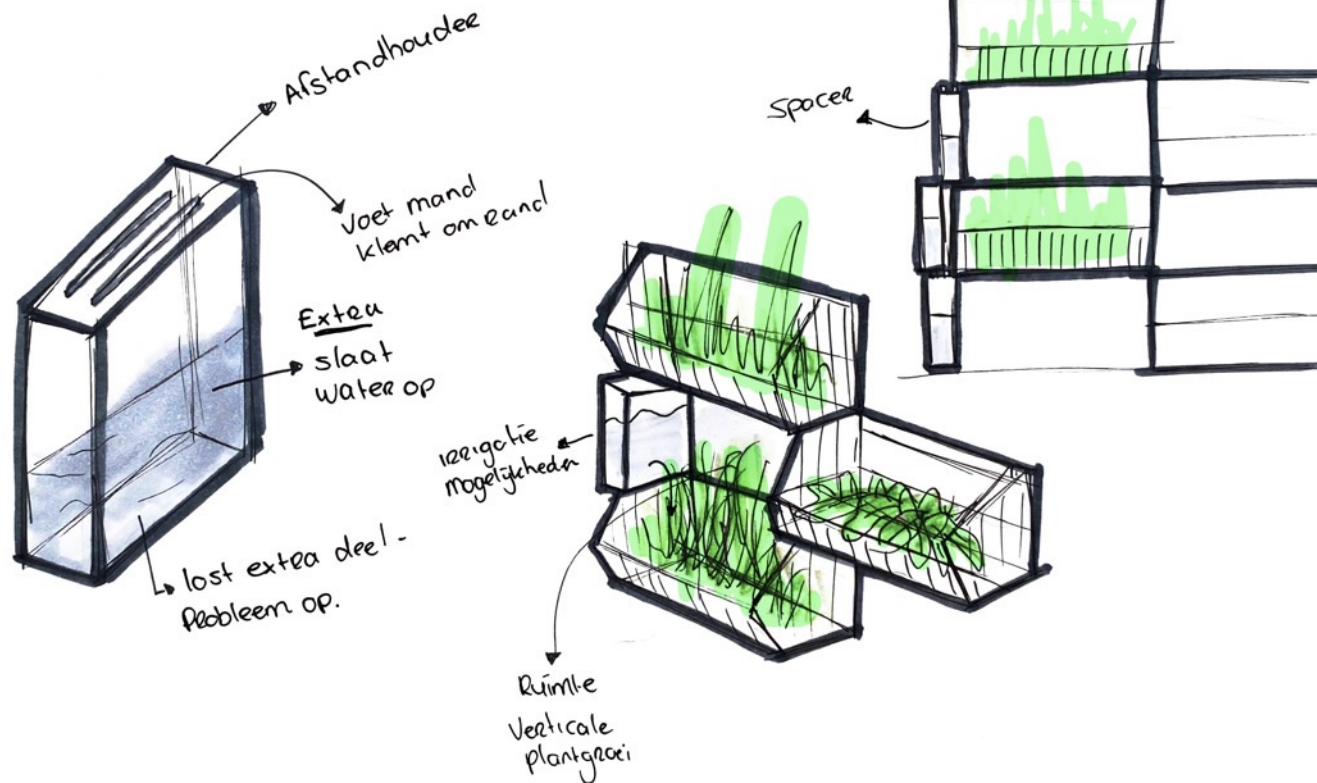 Afstandhouder
Voet mand
klemt om rand
Extra
slaat
water op
lost extra deel-
probleem op.
Spacer
irrigatie
mogelijkheden
Ruimte
Verticale
plantgroei